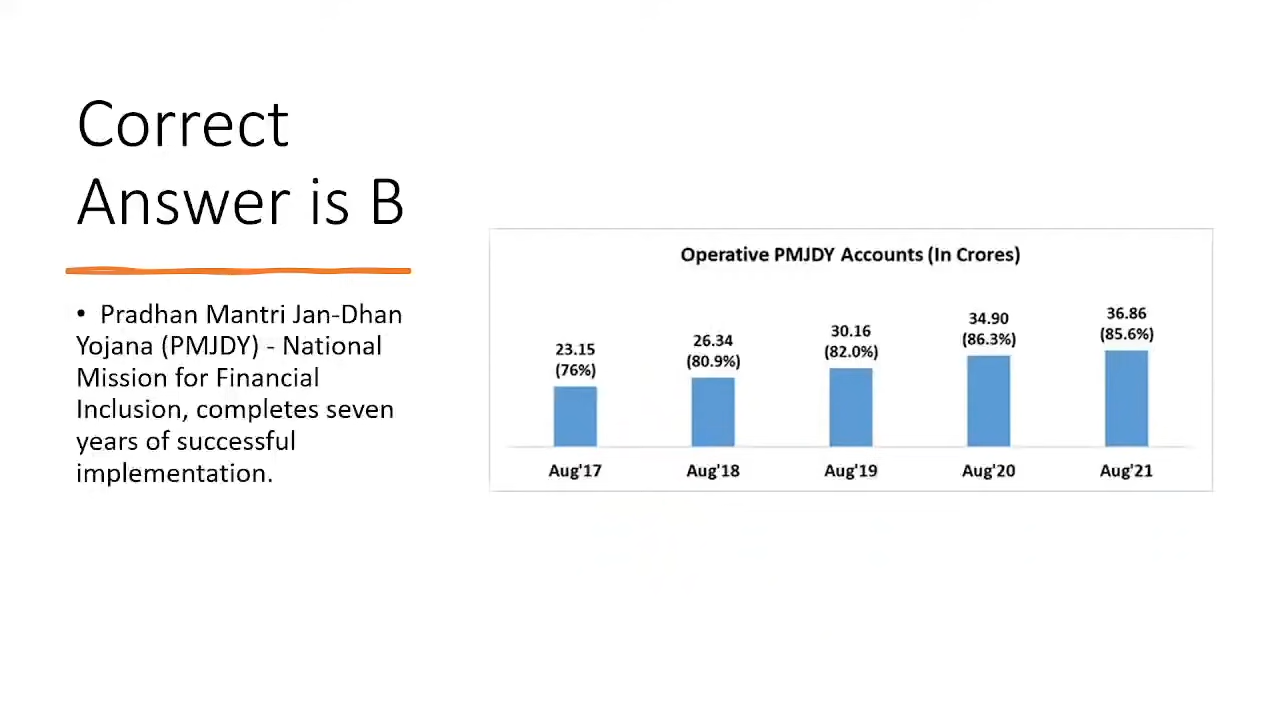 Correct
Answer is B
• Pradhan Mantri Jan-Dhan
Yojana (PMJDY) - National
Mission for Financial
Inclusion, completes seven
years of successful
implementation.
Operative PMJDY Accounts (In Crores)
23.15
(76%)
26.34
(80.9%)
30.16
(82.0%)
34.90
(86.3%)
36.86
(85.6%)
Aug'17
Aug'18
Aug'19
Aug'20
Aug'21